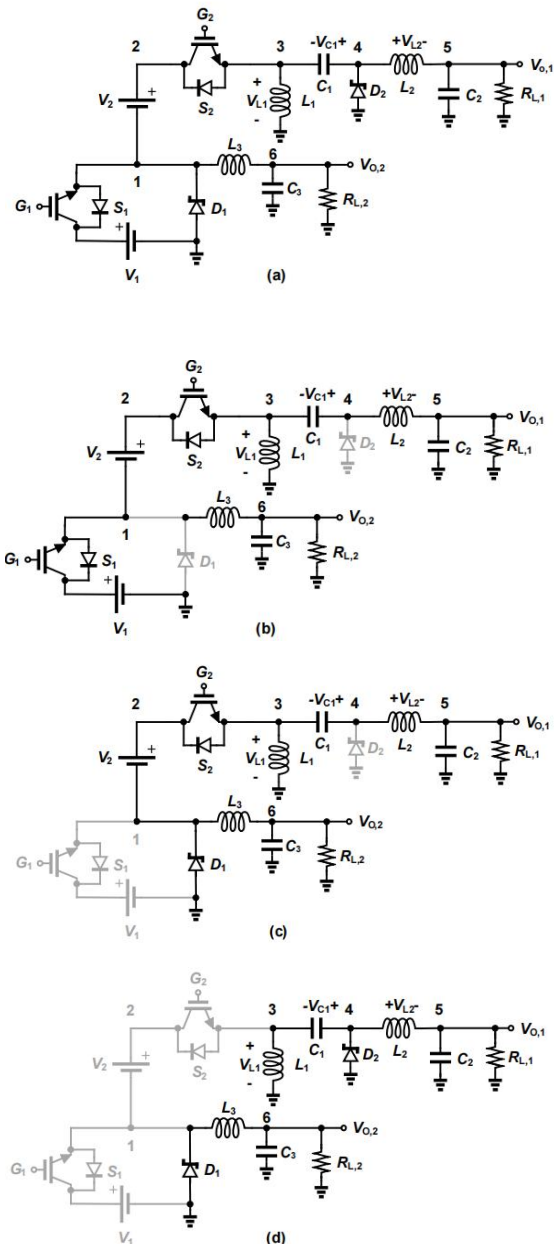 G2
2 3 -VC1+ 4 +VL2- 5 Vo,1
S2 + VL1 - L1 C1 D2 L2 C2 RL,1
V2 +
L3 6 VO,2
1
G1 S1 D1 C3 RL,2
+
V1
(a)
G2
2 3 -VC1+ 4 +VL2- 5 VO,1
S2 + VL1 - L1 C1 D2 L2 C2 RL,1
V2 +
L3 6 VO,2
1
G1 S1 D1 C3 RL,2
+
V1
(b)
G2
2 3 -VC1+ 4 +VL2- 5 VO,1
S2 + VL1 - L1 C1 D2 L2 C2 RL,1
V2 +
L3 6 VO,2
1
G1 S1 D1 C3 RL,2
+
V1
(c)
G2
2 3 -VC1+ 4 +VL2- 5 VO,1
S2 + VL1 - L1 C1 D2 L2 C2 RL,1
V2 +
L3 6 VO,2
1
G1 S1 D1 C3 RL,2
+
V1
(d)